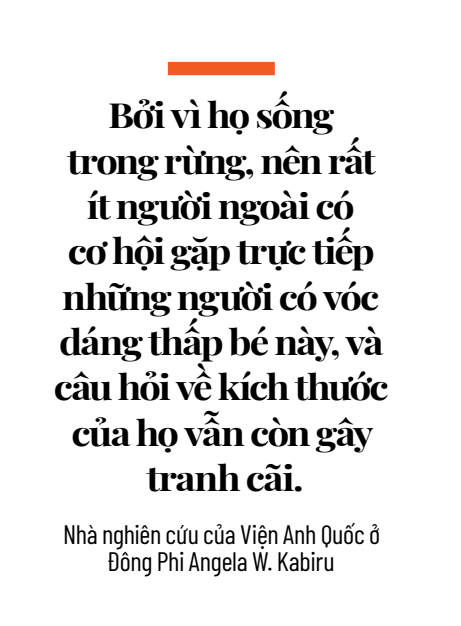 Bởi vì họ sống
trong rừng, nên rất
ít người ngoài có
cơ hội gặp trực tiếp
những người có vóc
dáng thấp bé này, và
câu hỏi về kích thước
của họ vẫn còn gây
tranh cãi.
Nhà nghiên cứu của Viện Anh Quốc ở
Đông Phi Angela W. Kabiru